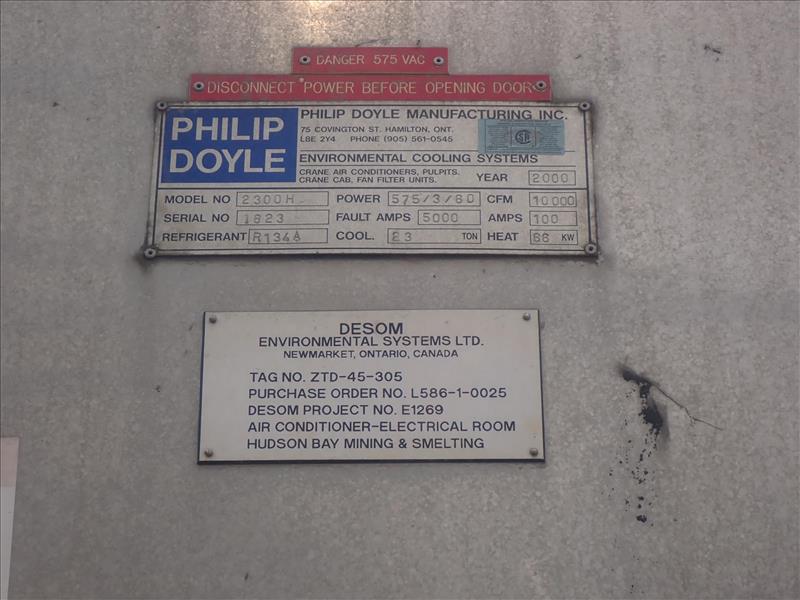 DANGER 575 VAC
DISCONNECT POWER BEFORE OPENING DOORS
PHILIP DOYLE
PHILIP DOYLE MANUFACTURING INC.
75 COVINGTON ST. HAMILTON, ONT.
L8E 2Y4 PHONE (905) 561-0545
ENVIRONMENTAL COOLING SYSTEMS
CRANE AIR CONDITIONERS, PULPITS.
CRANE CAB, FAN FILTER UNITS. YEAR 2000
MODEL NO 2300H POWER 575/3/60 CFM 10000
SERIAL NO 1623 FAULT AMPS 5000 AMPS 100
REFRIGERANT R134A COOL. 23 TON HEAT 66 KW
DESOM
ENVIRONMENTAL SYSTEMS LTD.
NEWMARKET, ONTARIO, CANADA
TAG NO. ZTD-45-305
PURCHASE ORDER NO. L586-1-0025
DESOM PROJECT NO. E1269
AIR CONDITIONER-ELECTRICAL ROOM
HUDSON BAY MINING & SMELTING